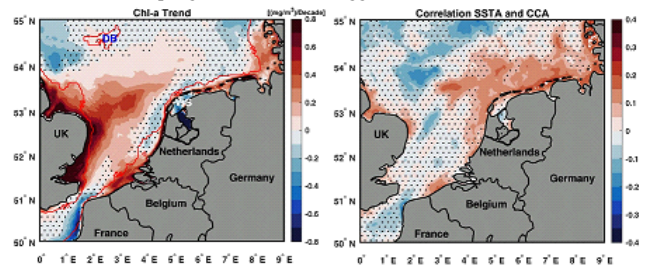 Chl-a Trend
[(mg/m³)/Decade]
55° N
54° N
53° N
52° N
51° N
50° N
0°
1° E
2° E
3° E
4° E
5° E
6° E
7° E
8° E
9° E
DB
UK
Netherlands
Germany
Belgium
France
0.8
0.6
0.4
0.2
0
-0.2
-0.4
-0.6
-0.8
Correlation SSTA and CCA
55° N
54° N
53° N
52° N
51° N
50° N
0°
1° E
2° E
3° E
4° E
5° E
6° E
7° E
8° E
9° E
UK
Netherlands
Germany
Belgium
France
0.4
0.3
0.2
0.1
0
-0.1
-0.2
-0.3
-0.4